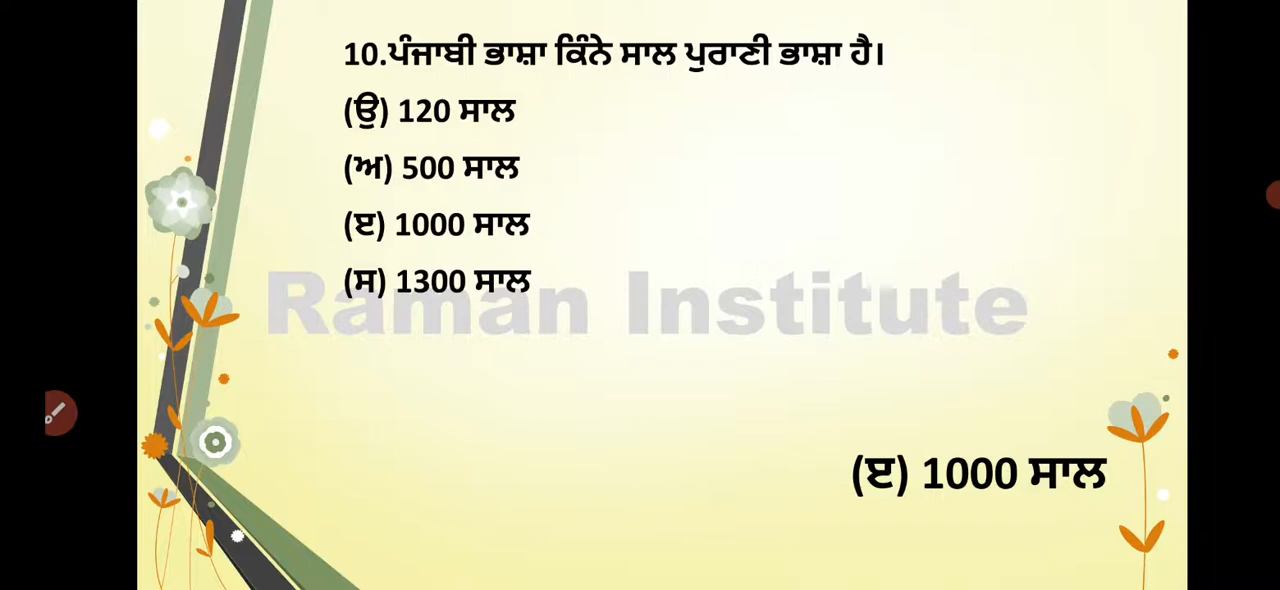 10.ਪੰਜਾਬੀ ਭਾਸ਼ਾ ਕਿੰਨੇ ਸਾਲ ਪੁਰਾਣੀ ਭਾਸ਼ਾ ਹੈ।
(ਉ) 120 ਸਾਲ
(ਅ) 500 ਸਾਲ
(ੲ) 1000 ਸਾਲ
(ਸ) 1300 ਸਾਲ
Raman Institute
(ੲ) 1000 ਸਾਲ